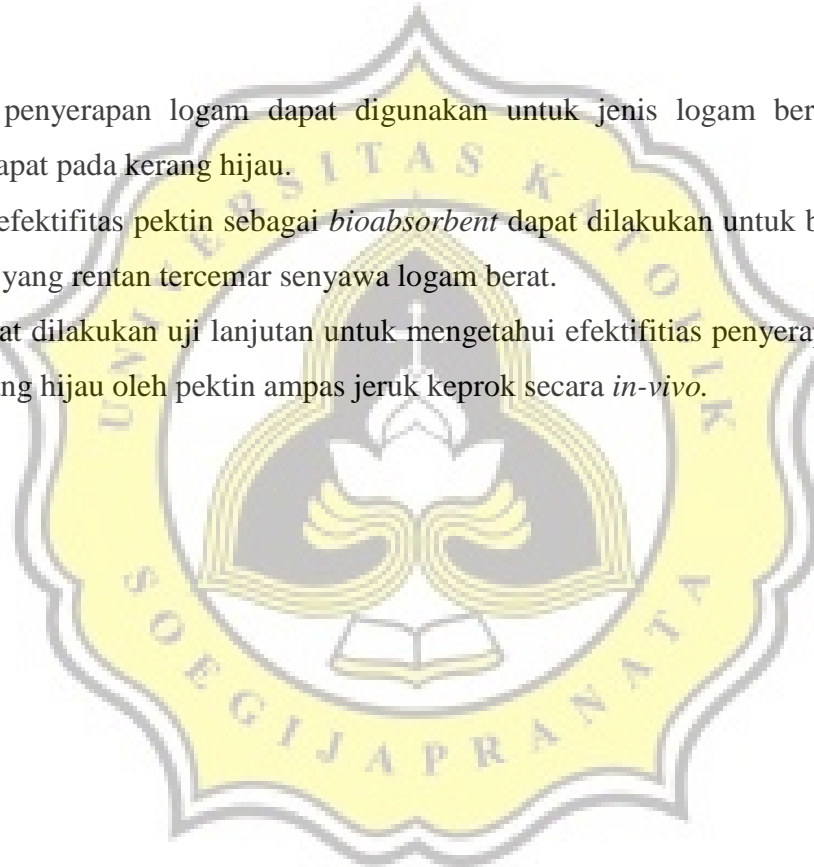 penyerapan logam dapat digunakan untuk jenis logam ber
apat pada kerang hijau.
efektifitas pektin sebagai bioabsorbent dapat dilakukan untuk b
yang rentan tercemar senyawa logam berat.
at dilakukan uji lanjutan untuk mengetahui efektifitias penyera
ng hijau oleh pektin ampas jeruk keprok secara in-vivo.
UNIVERSITAS KATOLIK
SOEGIJAPRANATA